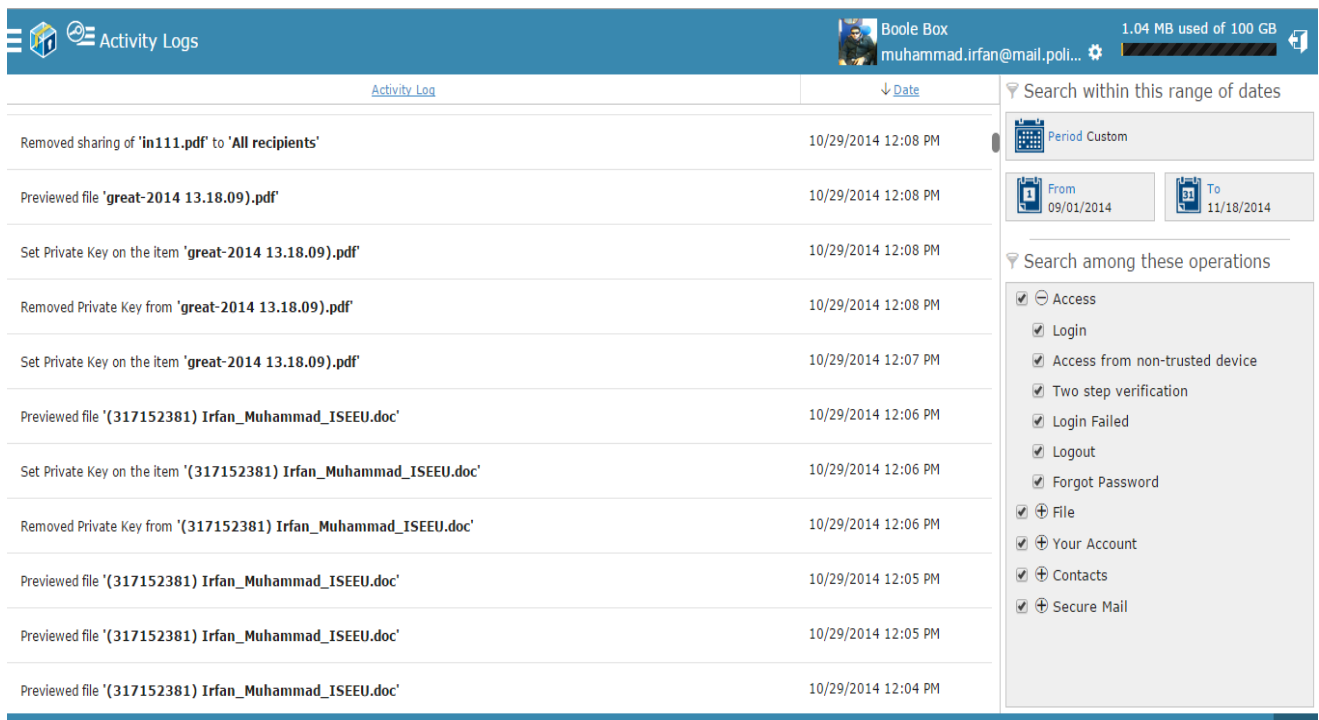 Activity Logs
Boole Box
muhammad.irfan@mail.poli...
1.04 MB used of 100 GB
Activity Log
Date
Removed sharing of 'in111.pdf' to 'All recipients'
10/29/2014 12:08 PM
Previewed file 'great-2014 13.18.09).pdf'
10/29/2014 12:08 PM
Set Private Key on the item 'great-2014 13.18.09).pdf'
10/29/2014 12:08 PM
Removed Private Key from 'great-2014 13.18.09).pdf'
10/29/2014 12:08 PM
Set Private Key on the item 'great-2014 13.18.09).pdf'
10/29/2014 12:07 PM
Previewed file '(317152381) Irfan_Muhammad_ISEEU.doc'
10/29/2014 12:06 PM
Set Private Key on the item '(317152381) Irfan_Muhammad_ISEEU.doc'
10/29/2014 12:06 PM
Removed Private Key from '(317152381) Irfan_Muhammad_ISEEU.doc'
10/29/2014 12:06 PM
Previewed file '(317152381) Irfan_Muhammad_ISEEU.doc'
10/29/2014 12:05 PM
Previewed file '(317152381) Irfan_Muhammad_ISEEU.doc'
10/29/2014 12:05 PM
Previewed file '(317152381) Irfan_Muhammad_ISEEU.doc'
10/29/2014 12:04 PM
Search within this range of dates
Period Custom
1
From
09/01/2014
31
To
11/18/2014
Search among these operations
Access
Login
Access from non-trusted device
Two step verification
Login Failed
Logout
Forgot Password
File
Your Account
Contacts
Secure Mail